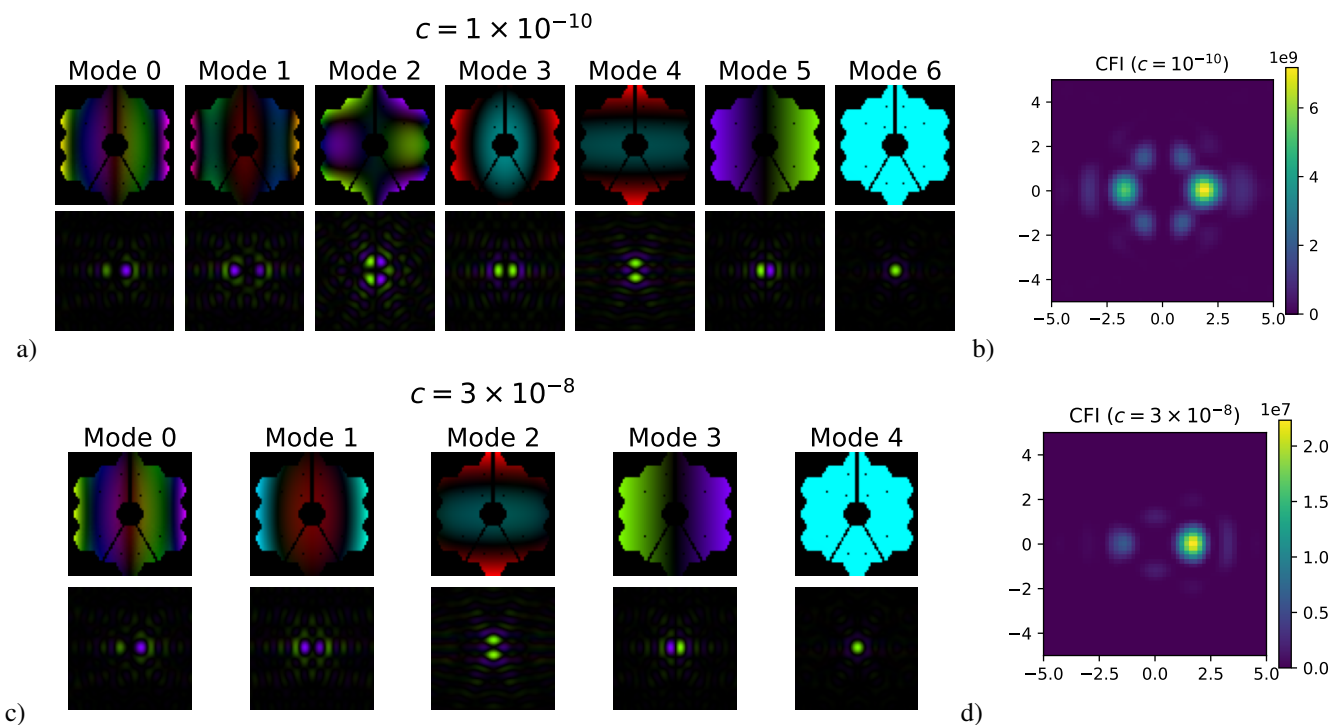 c = 1 × 10⁻¹⁰
Mode 0 Mode 1 Mode 2 Mode 3 Mode 4 Mode 5 Mode 6
a)
CFI (c = 10⁻¹⁰)
1e9
4
2
0
−2
−4
−5.0 −2.5 0.0 2.5 5.0
7
6
5
4
3
2
1
0
b)
c = 3 × 10⁻⁸
Mode 0 Mode 1 Mode 2 Mode 3 Mode 4
c)
CFI (c = 3 × 10⁻⁸)
1e7
4
2
0
−2
−4
−5.0 −2.5 0.0 2.5 5.0
2.0
1.5
1.0
0.5
0.0
d)